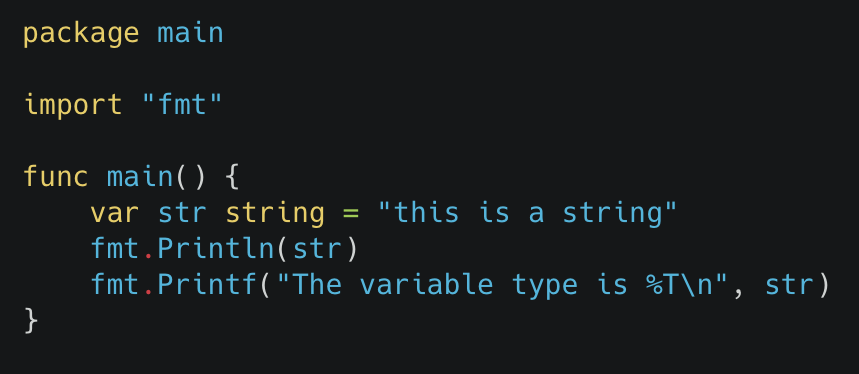 package main
import "fmt"
func main() {
    var str string = "this is a string"
    fmt.Println(str)
    fmt.Printf("The variable type is %T\n", str)
}